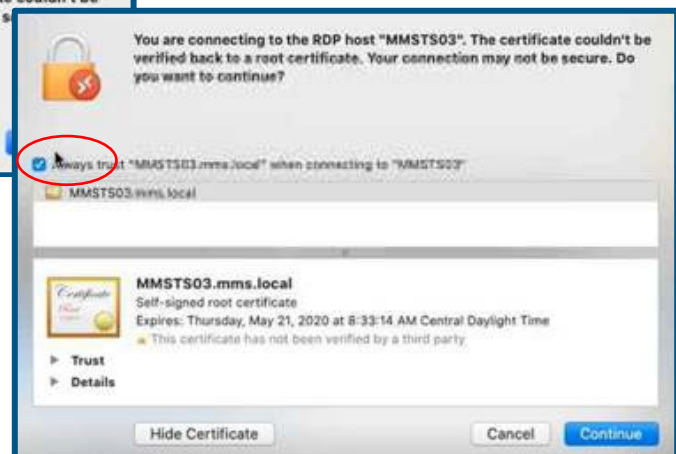 You are connecting to the RDP host "MMSTS03". The certificate couldn't be
verified back to a root certificate. Your connection may not be secure. Do
you want to continue?
Always trust "MMSTS03.mms.local" when connecting to "MMSTS03"
MMSTS03.mms.local
Certificate
MMSTS03.mms.local
Self-signed root certificate
Expires: Thursday, May 21, 2020 at 8:33:14 AM Central Daylight Time
This certificate has not been verified by a third party
Trust
Details
Hide Certificate
Cancel
Continue